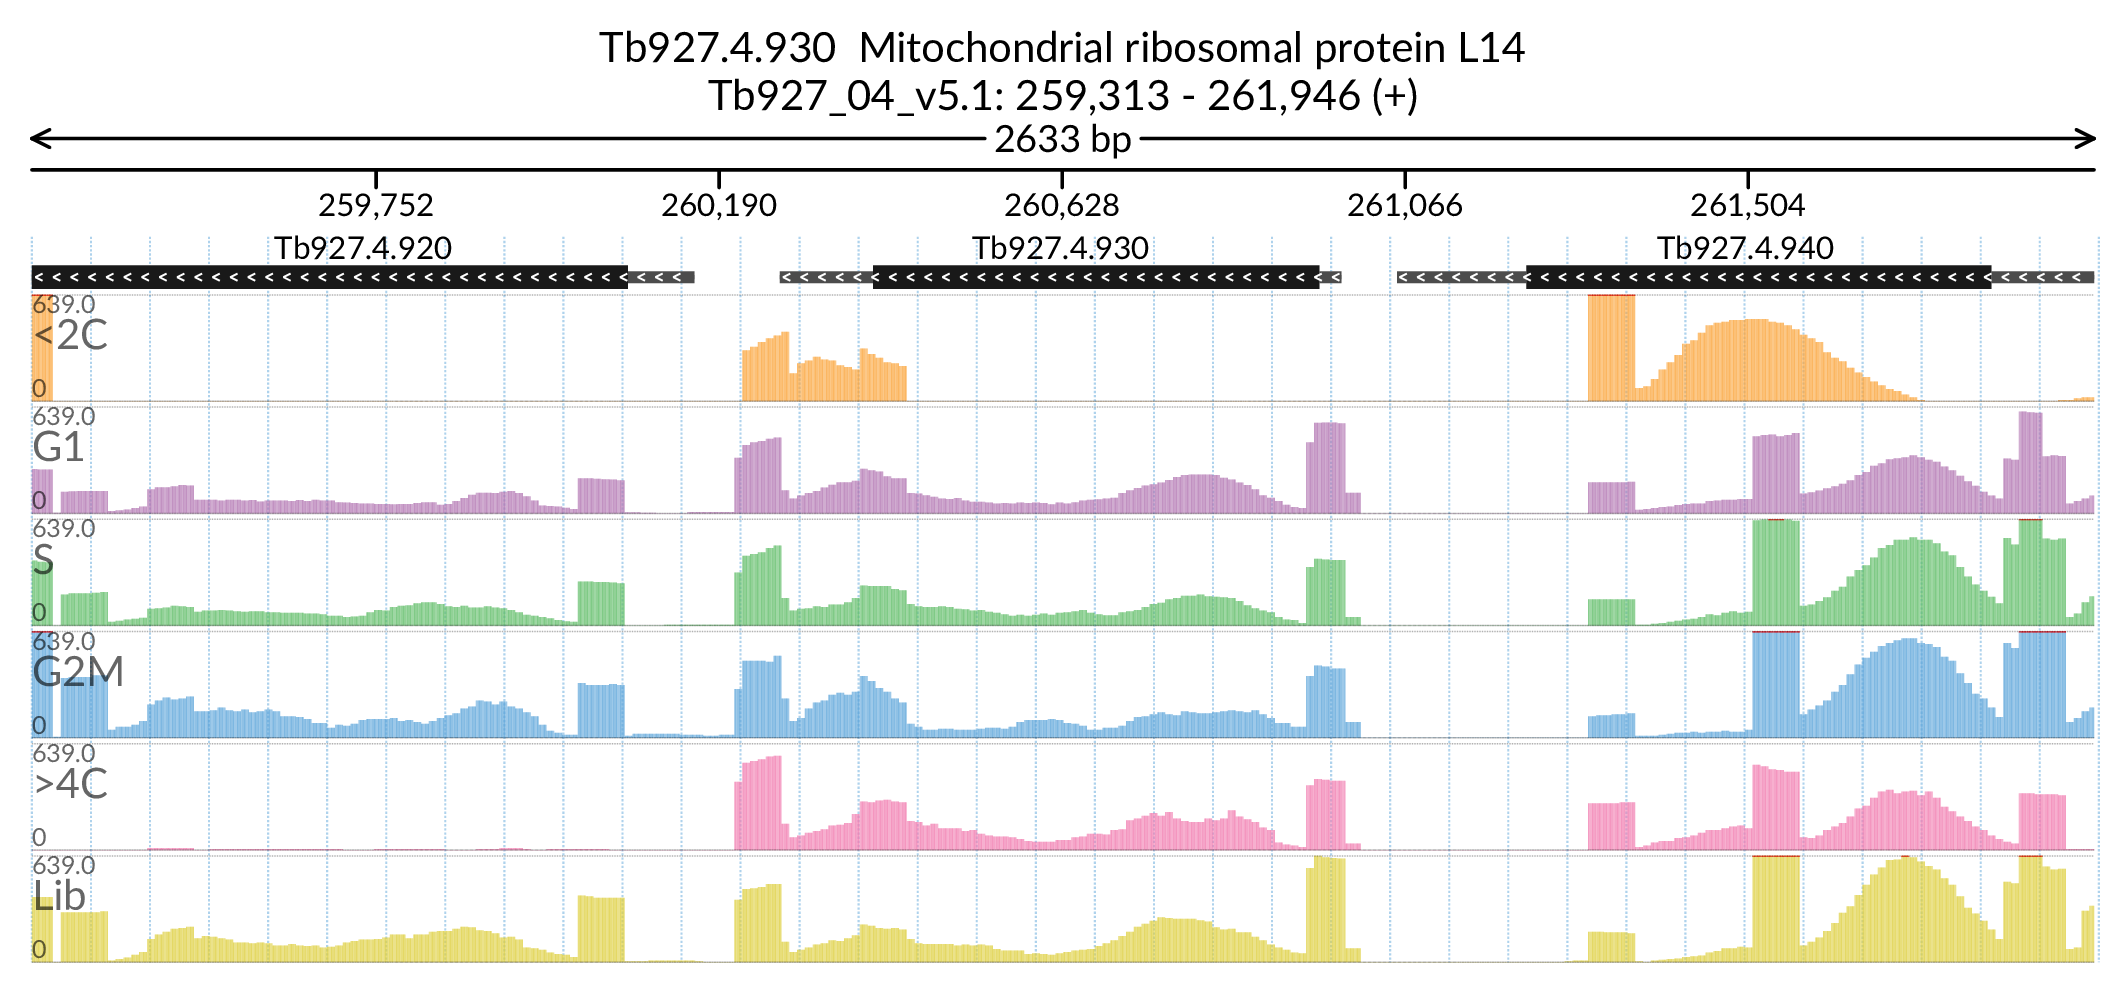 Tb927.4.930  Mitochondrial ribosomal protein L14
Tb927_04_v5.1: 259,313 - 261,946 (+)
2633 bp
259,752 260,190 260,628 261,066 261,504
Tb927.4.920 Tb927.4.930 Tb927.4.940
639.0
<2C
0
639.0
G1
0
639.0
S
0
639.0
G2M
0
639.0
>4C
0
639.0
Lib
0